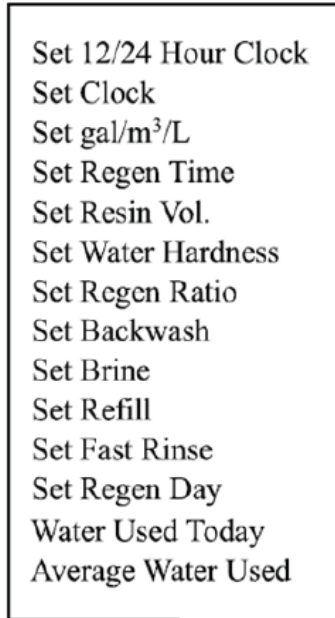 Set 12/24 Hour Clock
Set Clock
Set gal/m³/L
Set Regen Time
Set Resin Vol.
Set Water Hardness
Set Regen Ratio
Set Backwash
Set Brine
Set Refill
Set Fast Rinse
Set Regen Day
Water Used Today
Average Water Used